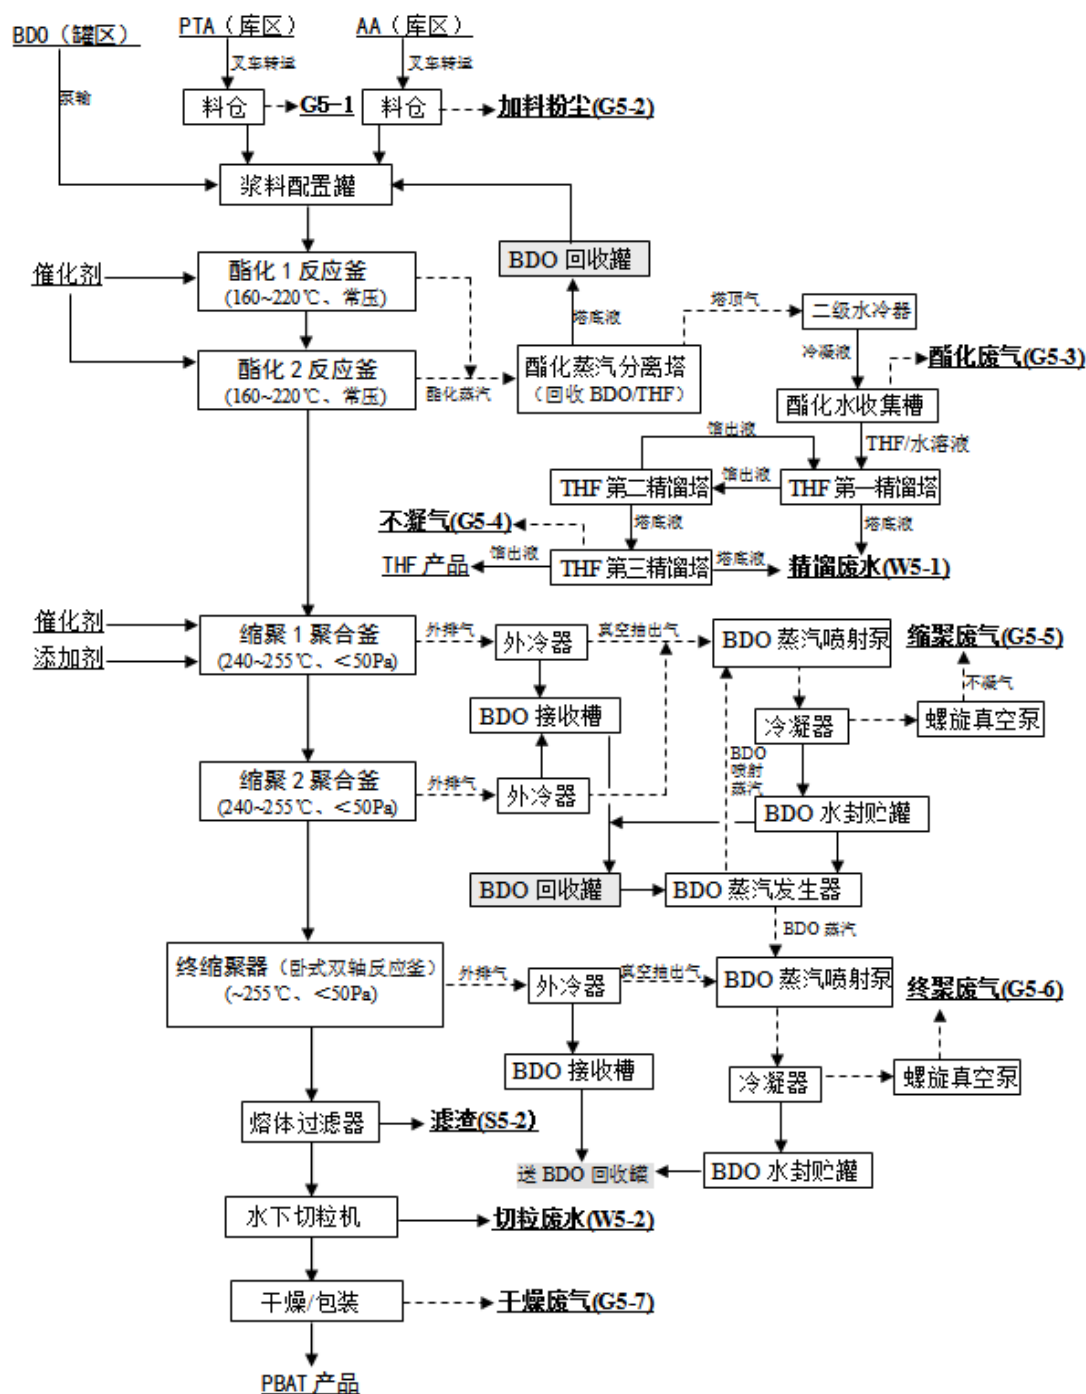 BDO（罐区）
PTA（库区）
AA（库区）
叉车转运
叉车转运
泵输
料仓
G5-1
料仓
加料粉尘(G5-2)
浆料配置罐
BDO 回收罐
催化剂
酯化 1 反应釜
(160~220℃、常压)
塔底液
塔顶气
二级水冷器
冷凝液
酯化废气(G5-3)
酯化 2 反应釜
(160~220℃、常压)
酯化蒸汽
酯化蒸汽分离塔
（回收 BDO/THF）
酯化水收集槽
馏出液
THF/水溶液
THF 第二精馏塔
馏出液
THF 第一精馏塔
不凝气(G5-4)
塔底液
塔底液
THF 产品
馏出液
THF 第三精馏塔
塔底液
精馏废水(W5-1)
催化剂
添加剂
缩聚 1 聚合釜
(240~255℃、＜50Pa)
外排气
外冷器
真空抽出气
BDO 蒸汽喷射泵
缩聚废气(G5-5)
不凝气
BDO 接收槽
冷凝器
螺旋真空泵
BDO
喷射
蒸汽
缩聚 2 聚合釜
(240~255℃、＜50Pa)
外排气
外冷器
BDO 水封贮罐
BDO 回收罐
BDO 蒸汽发生器
BDO 蒸汽
终缩聚器（卧式双轴反应釜）
(~255℃、＜50Pa)
外排气
外冷器
真空抽出气
BDO 蒸汽喷射泵
终聚废气(G5-6)
BDO 接收槽
冷凝器
螺旋真空泵
熔体过滤器
滤渣(S5-2)
送 BDO 回收罐
BDO 水封贮罐
水下切粒机
切粒废水(W5-2)
干燥/包装
干燥废气(G5-7)
PBAT 产品